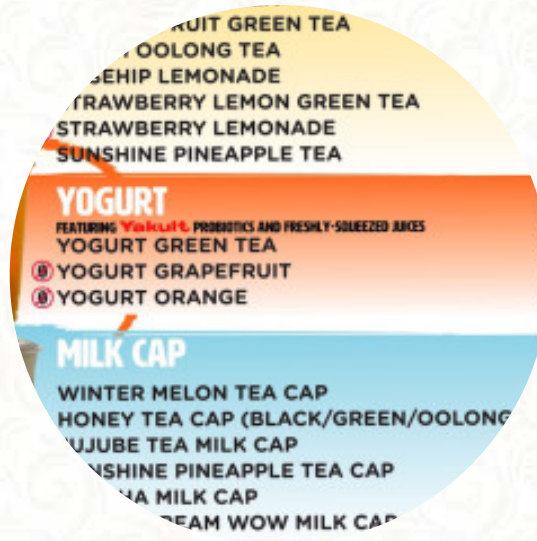 GREEN TEA
OOLONG TEA
LEMONADE
STRAWBERRY LEMON GREEN TEA
STRAWBERRY LEMONADE
SUNSHINE PINEAPPLE TEA
YOGURT
FEATURING Yakult PROBIOTICS AND FRESHLY-SQUEEZED JUICES
YOGURT GREEN TEA
YOGURT GRAPEFRUIT
YOGURT ORANGE
MILK CAP
WINTER MELON TEA CAP
HONEY TEA CAP (BLACK/GREEN/OOLONG
JUJUBE TEA MILK CAP
SUNSHINE PINEAPPLE TEA CAP
MILK CAP
WOW MILK CAP